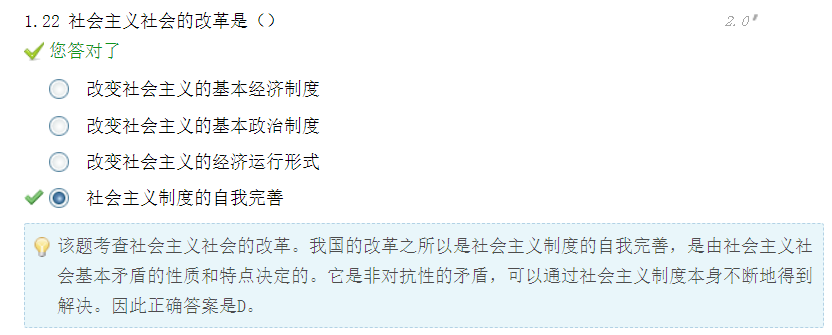 1.22 社会主义社会的改革是（）
2.0'
您答对了
改变社会主义的基本经济制度
改变社会主义的基本政治制度
改变社会主义的经济运行形式
社会主义制度的自我完善
该题考查社会主义社会的改革。我国的改革之所以是社会主义制度的自我完善，是由社会主义社
会基本矛盾的性质和特点决定的。它是非对抗性的矛盾，可以通过社会主义制度本身不断地得到
解决。因此正确答案是D。